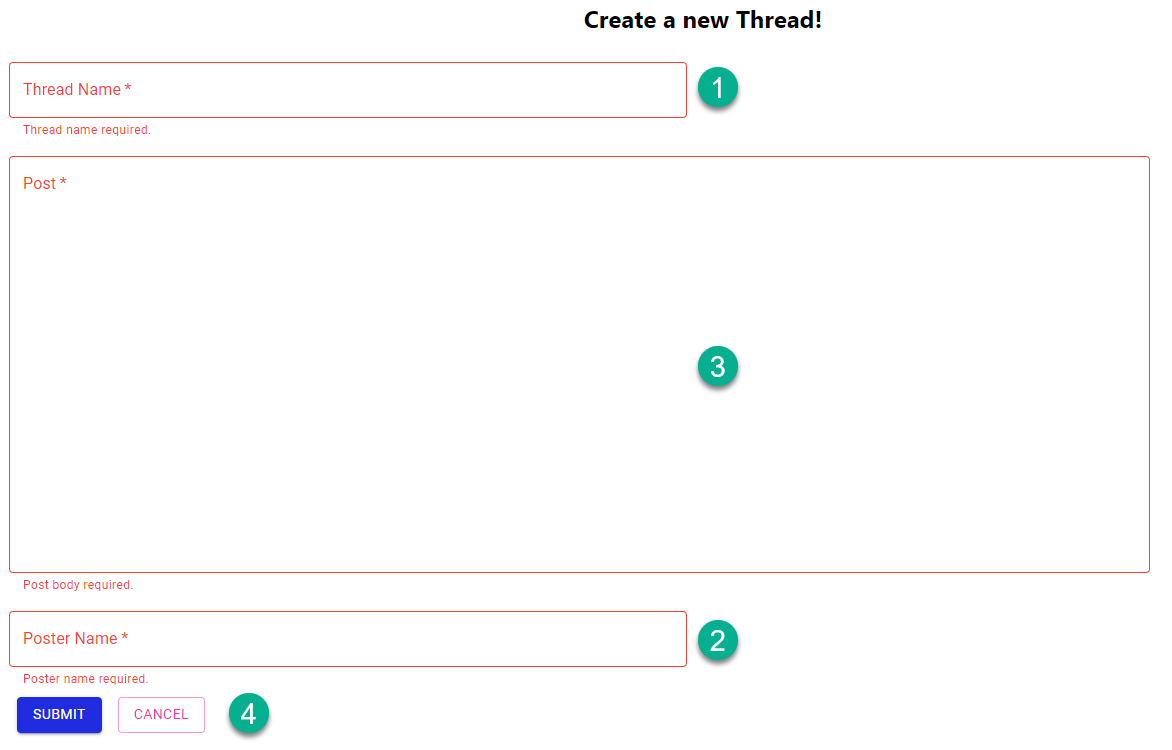 Create a new Thread!
Thread Name *
1
Thread name required.
Post *
3
Post body required.
Poster Name *
2
Poster name required.
SUBMIT CANCEL 4